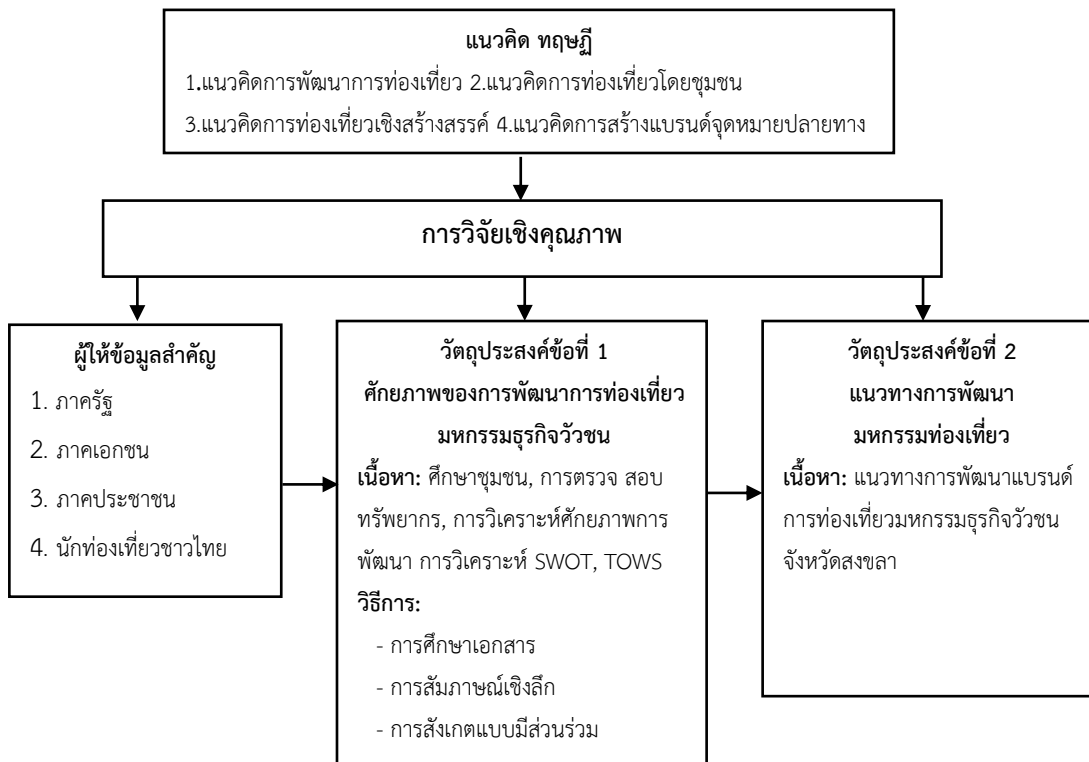 แนวคิด ทฤษฏี
1.แนวคิดการพัฒนาการท่องเที่ยว 2.แนวคิดการท่องเที่ยวโดยชุมชน
3.แนวคิดการท่องเที่ยวเชิงสร้างสรรค์ 4.แนวคิดการสร้างแบรนด์จุดหมายปลายทาง
การวิจัยเชิงคุณภาพ
ผู้ให้ข้อมูลสำคัญ
1. ภาครัฐ
2. ภาคเอกชน
3. ภาคประชาชน
4. นักท่องเที่ยวชาวไทย
วัตถุประสงค์ข้อที่ 1
ศักยภาพของการพัฒนาการท่องเที่ยว
มหกรรมธุรกิจวัวชน
เนื้อหา: ศึกษาชุมชน, การตรวจ สอบ
ทรัพยากร, การวิเคราะห์ศักยภาพการ
พัฒนา การวิเคราะห์ SWOT, TOWS
วิธีการ:
- การศึกษาเอกสาร
- การสัมภาษณ์เชิงลึก
- การสังเกตแบบมีส่วนร่วม
วัตถุประสงค์ข้อที่ 2
แนวทางการพัฒนา
มหกรรมท่องเที่ยว
เนื้อหา: แนวทางการพัฒนาแบรนด์
การท่องเที่ยวมหกรรมธุรกิจวัวชน
จังหวัดสงขลา